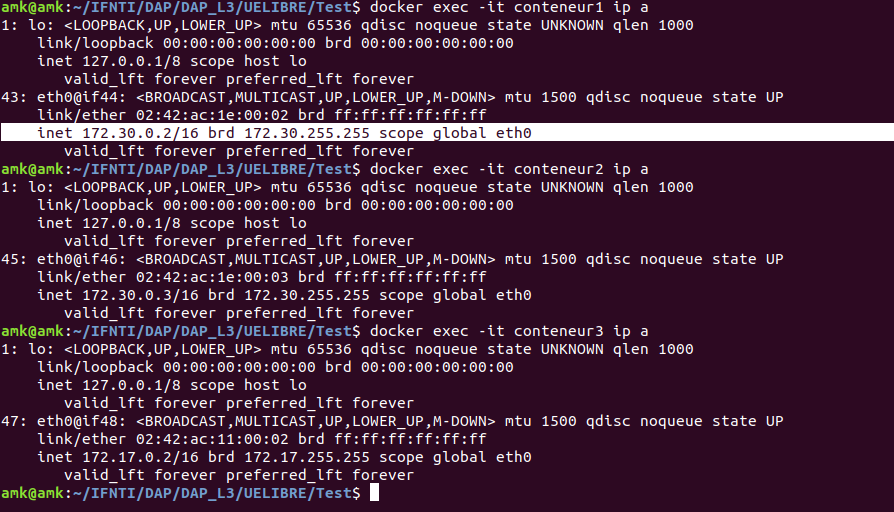 amk@amk:~/IFNTI/DAP/DAP_L3/UELIBRE/Test$ docker exec -it conteneur1 ip a
1: lo: <LOOPBACK,UP,LOWER_UP> mtu 65536 qdisc noqueue state UNKNOWN qlen 1000
    link/loopback 00:00:00:00:00:00 brd 00:00:00:00:00:00
    inet 127.0.0.1/8 scope host lo
       valid_lft forever preferred_lft forever
43: eth0@if44: <BROADCAST,MULTICAST,UP,LOWER_UP,M-DOWN> mtu 1500 qdisc noqueue state UP
    link/ether 02:42:ac:1e:00:02 brd ff:ff:ff:ff:ff:ff
    inet 172.30.0.2/16 brd 172.30.255.255 scope global eth0
       valid_lft forever preferred_lft forever
amk@amk:~/IFNTI/DAP/DAP_L3/UELIBRE/Test$ docker exec -it conteneur2 ip a
1: lo: <LOOPBACK,UP,LOWER_UP> mtu 65536 qdisc noqueue state UNKNOWN qlen 1000
    link/loopback 00:00:00:00:00:00 brd 00:00:00:00:00:00
    inet 127.0.0.1/8 scope host lo
       valid_lft forever preferred_lft forever
45: eth0@if46: <BROADCAST,MULTICAST,UP,LOWER_UP,M-DOWN> mtu 1500 qdisc noqueue state UP
    link/ether 02:42:ac:1e:00:03 brd ff:ff:ff:ff:ff:ff
    inet 172.30.0.3/16 brd 172.30.255.255 scope global eth0
       valid_lft forever preferred_lft forever
amk@amk:~/IFNTI/DAP/DAP_L3/UELIBRE/Test$ docker exec -it conteneur3 ip a
1: lo: <LOOPBACK,UP,LOWER_UP> mtu 65536 qdisc noqueue state UNKNOWN qlen 1000
    link/loopback 00:00:00:00:00:00 brd 00:00:00:00:00:00
    inet 127.0.0.1/8 scope host lo
       valid_lft forever preferred_lft forever
47: eth0@if48: <BROADCAST,MULTICAST,UP,LOWER_UP,M-DOWN> mtu 1500 qdisc noqueue state UP
    link/ether 02:42:ac:11:00:02 brd ff:ff:ff:ff:ff:ff
    inet 172.17.0.2/16 brd 172.17.255.255 scope global eth0
       valid_lft forever preferred_lft forever
amk@amk:~/IFNTI/DAP/DAP_L3/UELIBRE/Test$